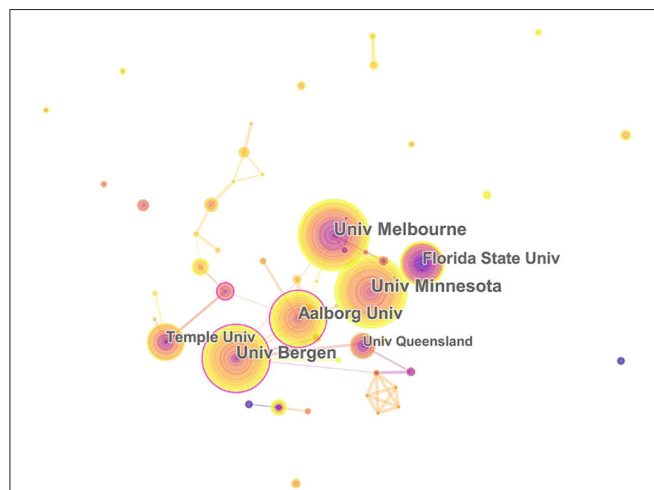 Univ Melbourne
Florida State Univ
Univ Minnesota
Aalborg Univ
Temple Univ
Univ Queensland
Univ Bergen